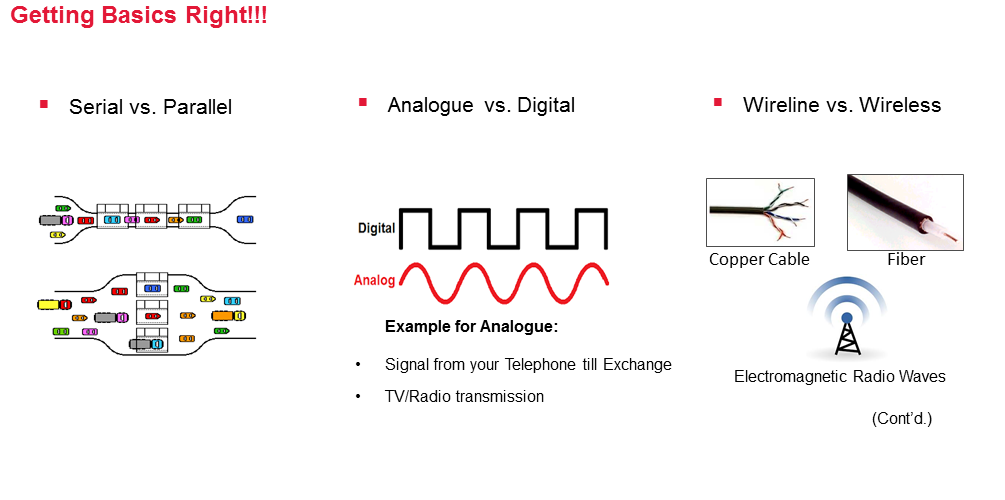 Getting Basics Right!!!
Serial vs. Parallel
Analogue vs. Digital
Digital
Analog
Example for Analogue:
• Signal from your Telephone till Exchange
• TV/Radio transmission
Wireline vs. Wireless
Copper Cable
Fiber
Electromagnetic Radio Waves
(Cont'd.)